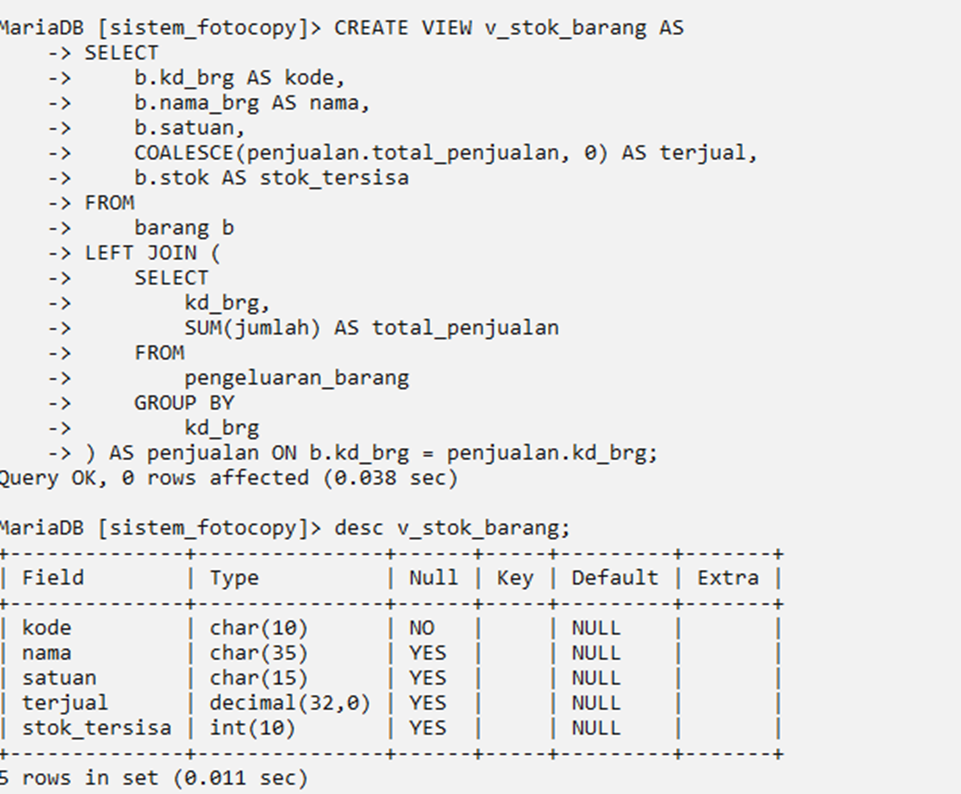 MariaDB [sistem_fotocopy]> CREATE VIEW v_stok_barang AS
    -> SELECT
    ->     b.kd_brg AS kode,
    ->     b.nama_brg AS nama,
    ->     b.satuan,
    ->     COALESCE(penjualan.total_penjualan, 0) AS terjual,
    ->     b.stok AS stok_tersisa
    -> FROM
    ->     barang b
    -> LEFT JOIN (
    ->     SELECT
    ->         kd_brg,
    ->         SUM(jumlah) AS total_penjualan
    ->     FROM
    ->         pengeluaran_barang
    ->     GROUP BY
    ->         kd_brg
    -> ) AS penjualan ON b.kd_brg = penjualan.kd_brg;
Query OK, 0 rows affected (0.038 sec)
MariaDB [sistem_fotocopy]> desc v_stok_barang;
+--------------+---------------+------+-----+---------+-------+
| Field        | Type          | Null | Key | Default | Extra |
+--------------+---------------+------+-----+---------+-------+
| kode         | char(10)      | NO   |     | NULL    |       |
| nama         | char(35)      | YES  |     | NULL    |       |
| satuan       | char(15)      | YES  |     | NULL    |       |
| terjual      | decimal(32,0) | YES  |     | NULL    |       |
| stok_tersisa | int(10)       | YES  |     | NULL    |       |
+--------------+---------------+------+-----+---------+-------+
5 rows in set (0.011 sec)